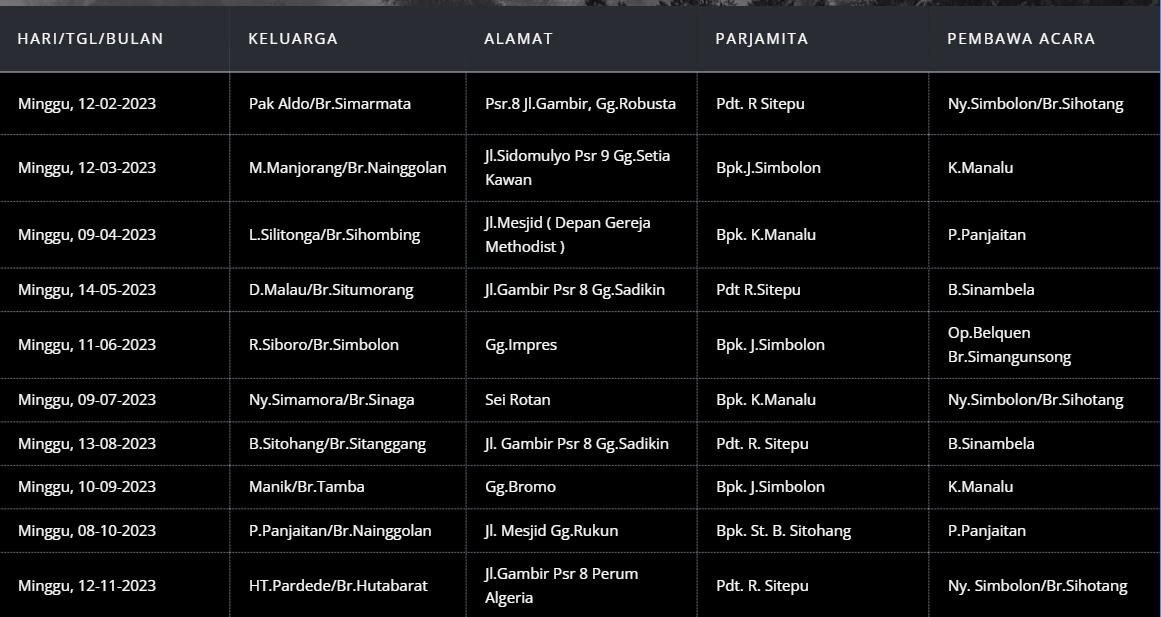 HARI/TGL/BULAN KELUARGA ALAMAT PARJAMITA PEMBAWA ACARA
Minggu, 12-02-2023 Pak Aldo/Br.Simarmata Psr.8 Jl.Gambir, Gg.Robusta Pdt. R Sitepu Ny.Simbolon/Br.Sihotang
Minggu, 12-03-2023 M.Manjorang/Br.Nainggolan Jl.Sidomulyo Psr 9 Gg.Setia
Kawan Bpk.J.Simbolon K.Manalu
Minggu, 09-04-2023 L.Silitonga/Br.Sihombing Jl.Mesjid ( Depan Gereja
Methodist ) Bpk. K.Manalu P.Panjaitan
Minggu, 14-05-2023 D.Malau/Br.Situmorang Jl.Gambir Psr 8 Gg.Sadikin Pdt R.Sitepu B.Sinambela
Minggu, 11-06-2023 R.Siboro/Br.Simbolon Gg.Impres Bpk. J.Simbolon Op.Belquen
Br.Simangunsong
Minggu, 09-07-2023 Ny.Simamora/Br.Sinaga Sei Rotan Bpk. K.Manalu Ny.Simbolon/Br.Sihotang
Minggu, 13-08-2023 B.Sitohang/Br.Sitanggang Jl. Gambir Psr 8 Gg.Sadikin Pdt. R. Sitepu B.Sinambela
Minggu, 10-09-2023 Manik/Br.Tamba Gg.Bromo Bpk. J.Simbolon K.Manalu
Minggu, 08-10-2023 P.Panjaitan/Br.Nainggolan Jl. Mesjid Gg.Rukun Bpk. St. B. Sitohang P.Panjaitan
Minggu, 12-11-2023 HT.Pardede/Br.Hutabarat Jl.Gambir Psr 8 Perum
Algeria Pdt. R. Sitepu Ny. Simbolon/Br.Sihotang